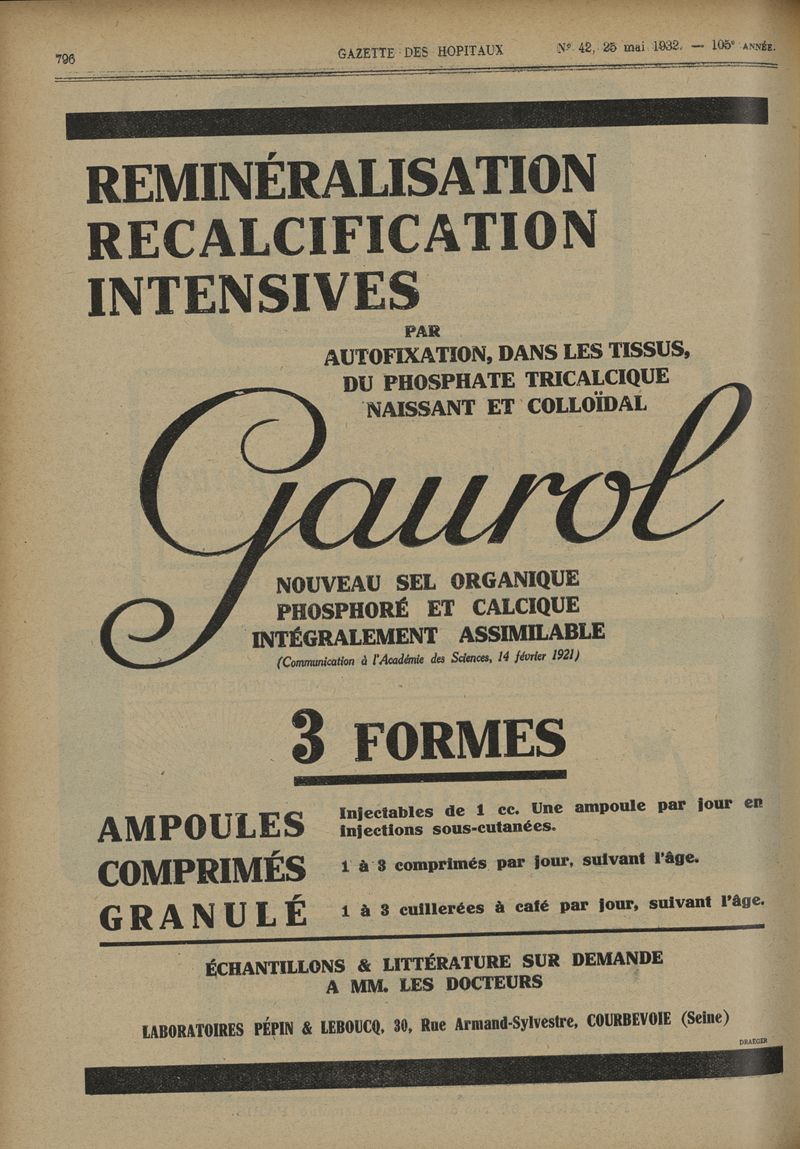 796
GAZETTE DES HOPITAUX
Nº 42, 25 mai 1932. — 105e ANNÉE.
REMINÉRALISATION
RECALCIFICATION
INTENSIVES
PAR
AUTOFIXATION, DANS LES TISSUS,
DU PHOSPHATE TRICALCIQUE
NAISSANT ET COLLOÏDAL
Gaurol
NOUVEAU SEL ORGANIQUE
PHOSPHORÉ ET CALCIQUE
INTÉGRALEMENT ASSIMILABLE
(Communication à l'Académie des Sciences, 14 février 1921)
3 FORMES
AMPOULES
Injectables de 1 cc. Une ampoule par jour en
injections sous-cutanées.
COMPRIMÉS
1 à 3 comprimés par jour, suivant l'âge.
GRANULÉ
1 à 3 cuillerées à café par jour, suivant l'âge.
ÉCHANTILLONS & LITTÉRATURE SUR DEMANDE
A MM. LES DOCTEURS
LABORATOIRES PÉPIN & LEBOUCQ, 30, Rue Armand-Sylvestre, COURBEVOIE (Seine)
DRAEGER